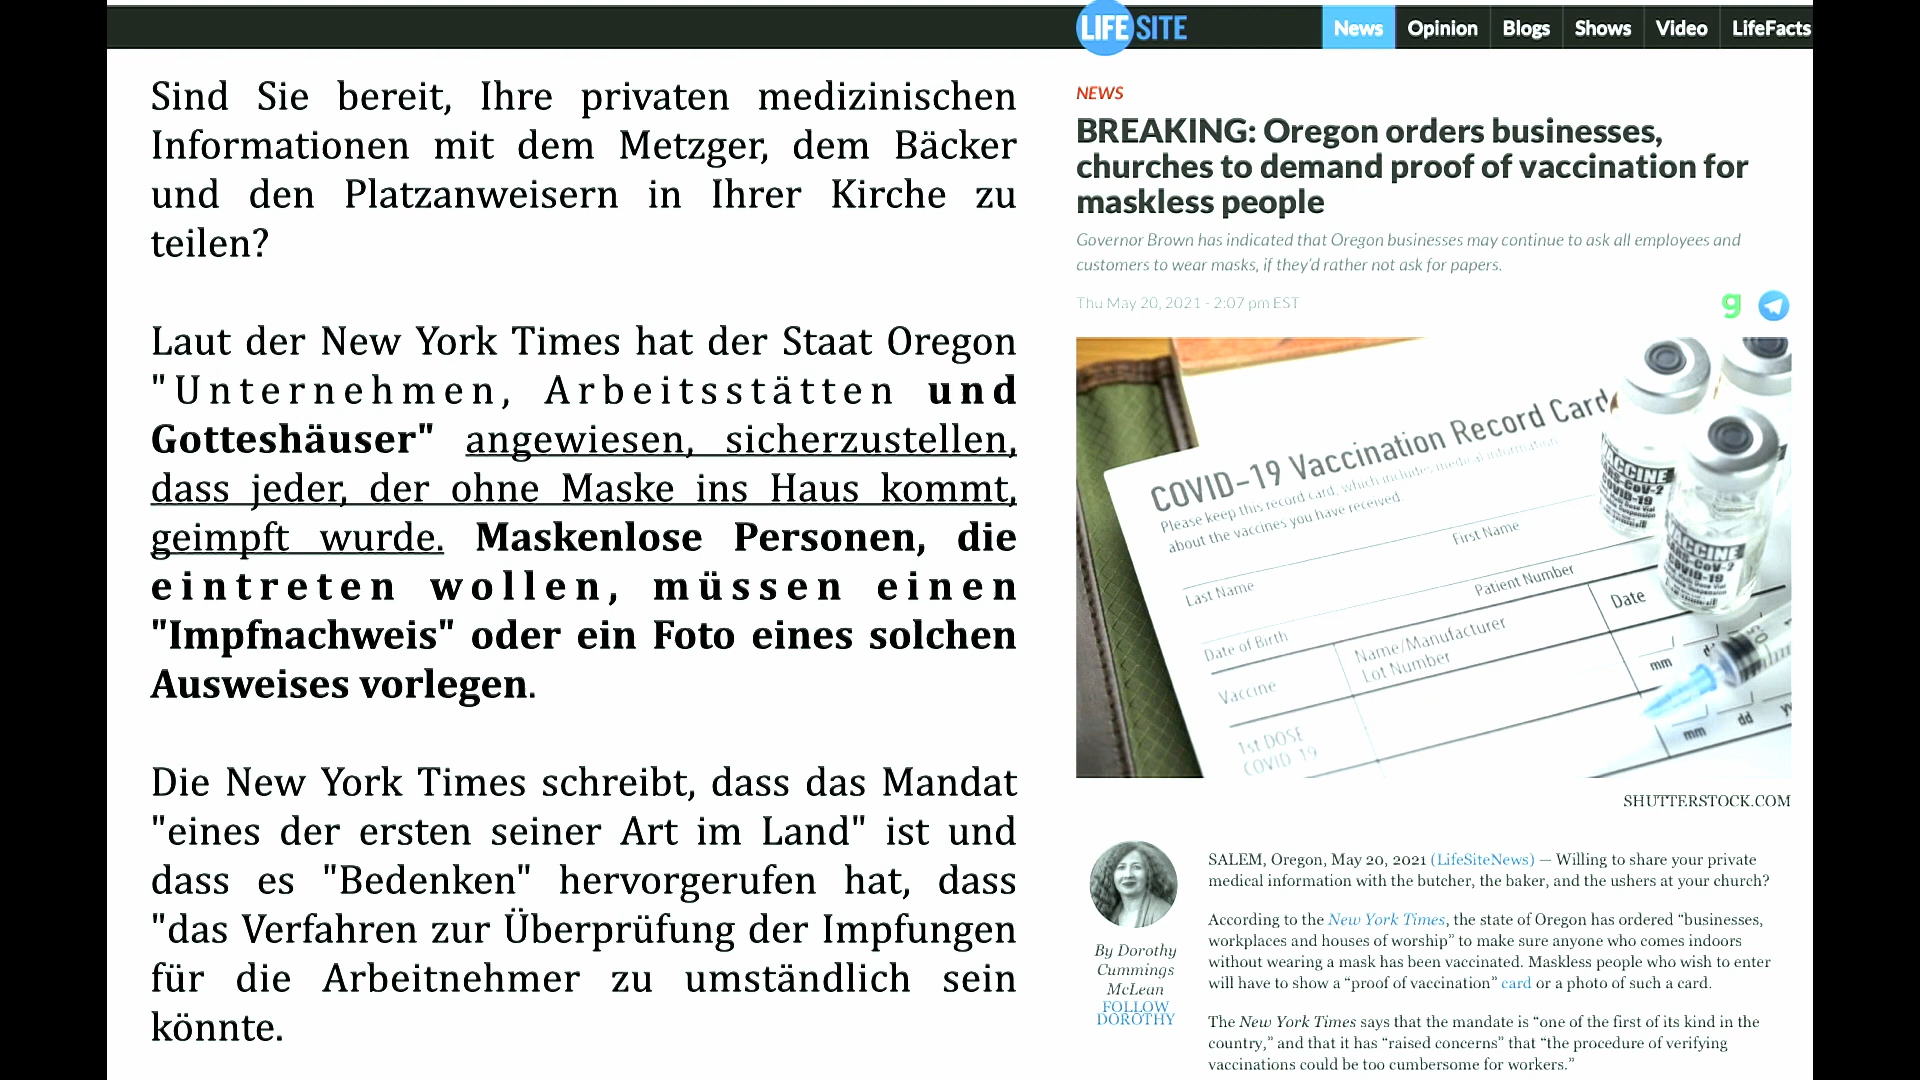 LIFE SITE
News Opinion Blogs Shows Video LifeFacts
Sind Sie bereit, Ihre privaten medizinischen
Informationen mit dem Metzger, dem Bäcker
und den Platzanweisern in Ihrer Kirche zu
teilen?
Laut der New York Times hat der Staat Oregon
"Unternehmen, Arbeitsstätten und
Gotteshäuser" angewiesen, sicherzustellen,
dass jeder, der ohne Maske ins Haus kommt,
geimpft wurde. Maskenlose Personen, die
eintreten wollen, müssen einen
"Impfnachweis" oder ein Foto eines solchen
Ausweises vorlegen.
Die New York Times schreibt, dass das Mandat
"eines der ersten seiner Art im Land" ist und
dass es "Bedenken" hervorgerufen hat, dass
"das Verfahren zur Überprüfung der Impfungen
für die Arbeitnehmer zu umständlich sein
könnte.
NEWS
BREAKING: Oregon orders businesses,
churches to demand proof of vaccination for
maskless people
Governor Brown has indicated that Oregon businesses may continue to ask all employees and
customers to wear masks, if they'd rather not ask for papers.
Thu May 20, 2021 - 2:07 pm EST
COVID-19 Vaccination Record Card
Please keep this record card, which includes medical information
about the vaccines you have received.
Last Name
First Name
Date of Birth
Patient Number
Vaccine
Name/Manufacturer
Lot Number
Date
1st DOSE
COVID-19
mm
mm dd
VACCINE
SARS-CoV-2
COVID-19
VACCINE
SARS-CoV-2
COVID-19
SHUTTERSTOCK.COM
By Dorothy
Cummings
McLean
FOLLOW
DOROTHY
SALEM, Oregon, May 20, 2021 (LifeSiteNews) — Willing to share your private
medical information with the butcher, the baker, and the ushers at your church?
According to the New York Times, the state of Oregon has ordered “businesses,
workplaces and houses of worship” to make sure anyone who comes indoors
without wearing a mask has been vaccinated. Maskless people who wish to enter
will have to show a “proof of vaccination” card or a photo of such a card.
The New York Times says that the mandate is “one of the first of its kind in the
country,” and that it has “raised concerns” that “the procedure of verifying
vaccinations could be too cumbersome for workers.”